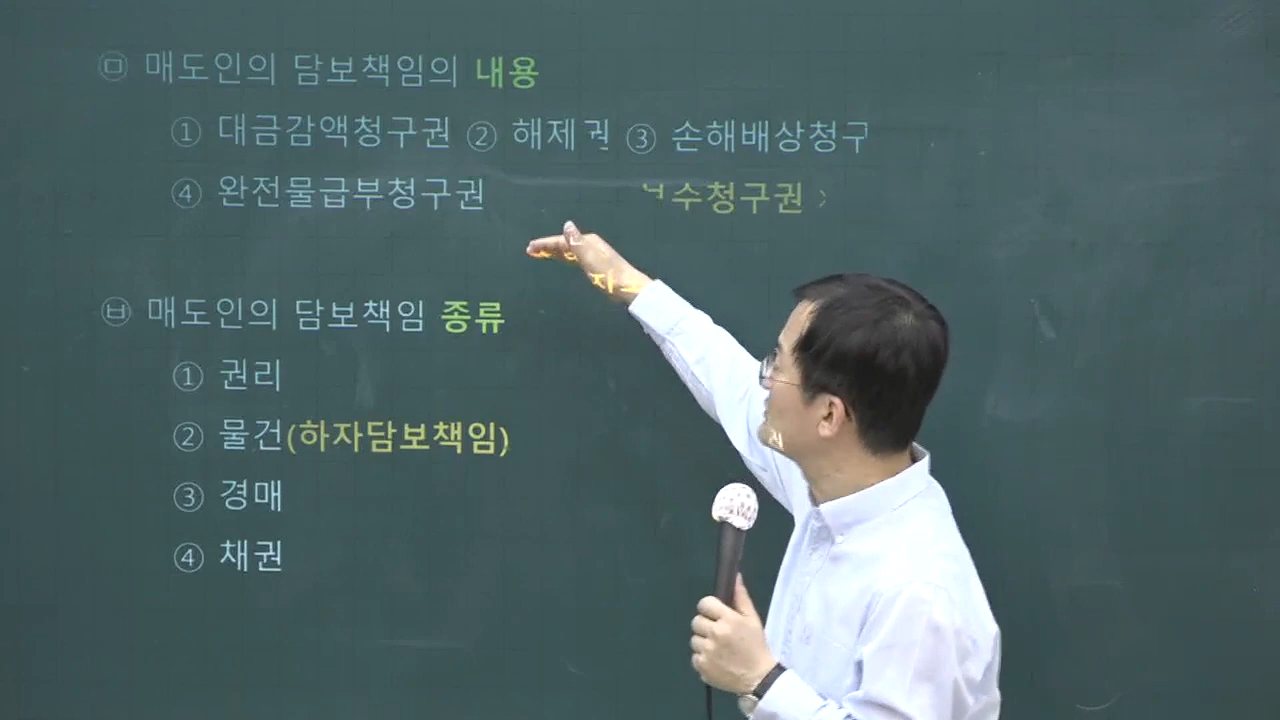 ㉤ 매도인의 담보책임의 내용
① 대금감액청구권 ② 해제권 ③ 손해배상청구
④ 완전물급부청구권 수청구권
㉥ 매도인의 담보책임 종류
① 권리
② 물건(하자담보책임)
③ 경매
④ 채권